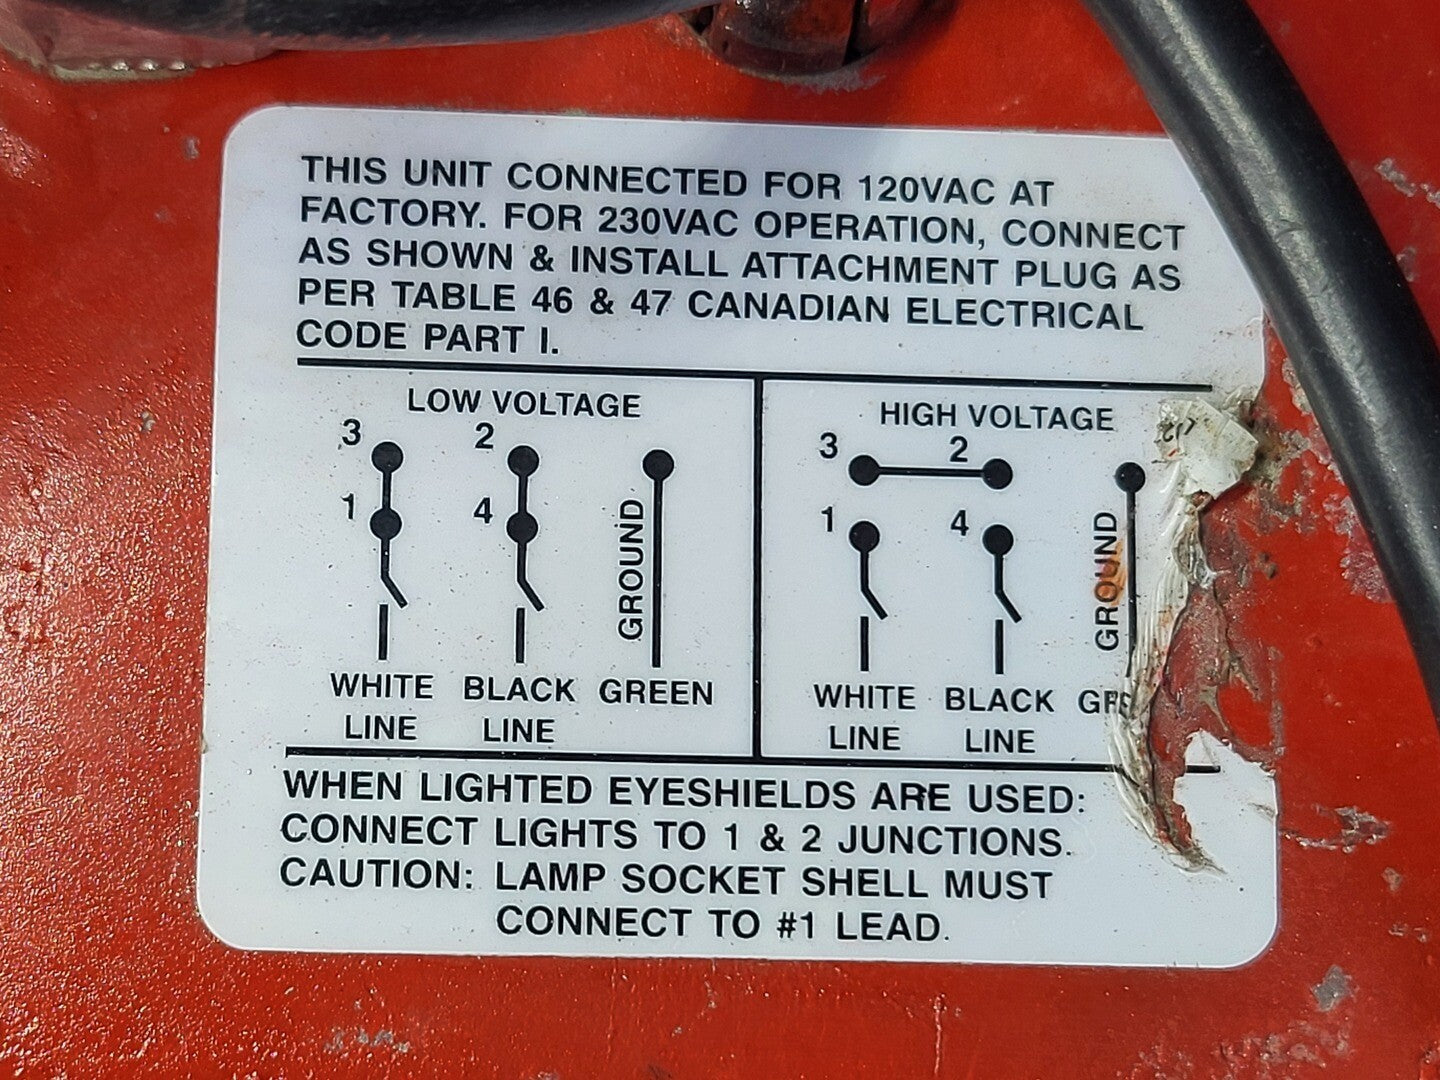 THIS UNIT CONNECTED FOR 120VAC AT
FACTORY. FOR 230VAC OPERATION, CONNECT
AS SHOWN & INSTALL ATTACHMENT PLUG AS
PER TABLE 46 & 47 CANADIAN ELECTRICAL
CODE PART I.
LOW VOLTAGE
3 2
1 4
GROUND
WHITE BLACK GREEN
LINE LINE
HIGH VOLTAGE
3 2
1 4
GROUND
WHITE BLACK
LINE LINE
WHEN LIGHTED EYESHIELDS ARE USED:
CONNECT LIGHTS TO 1 & 2 JUNCTIONS.
CAUTION: LAMP SOCKET SHELL MUST
CONNECT TO #1 LEAD.